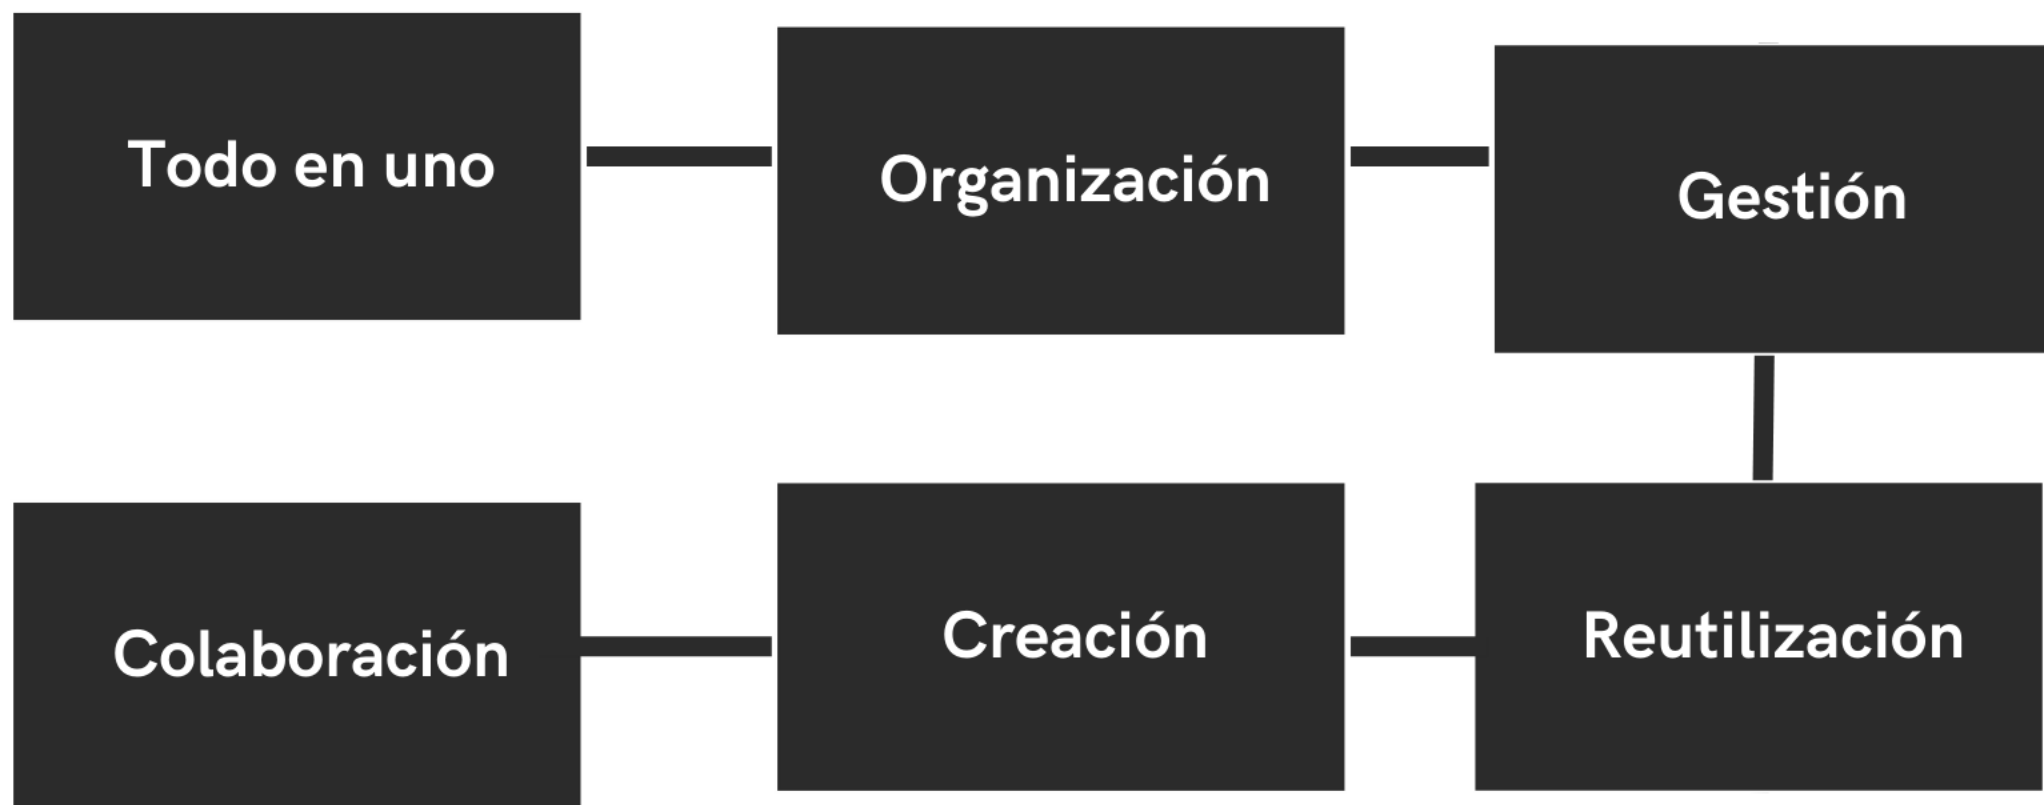 Todo en uno
Organización
Gestión
Colaboración
Creación
Reutilización